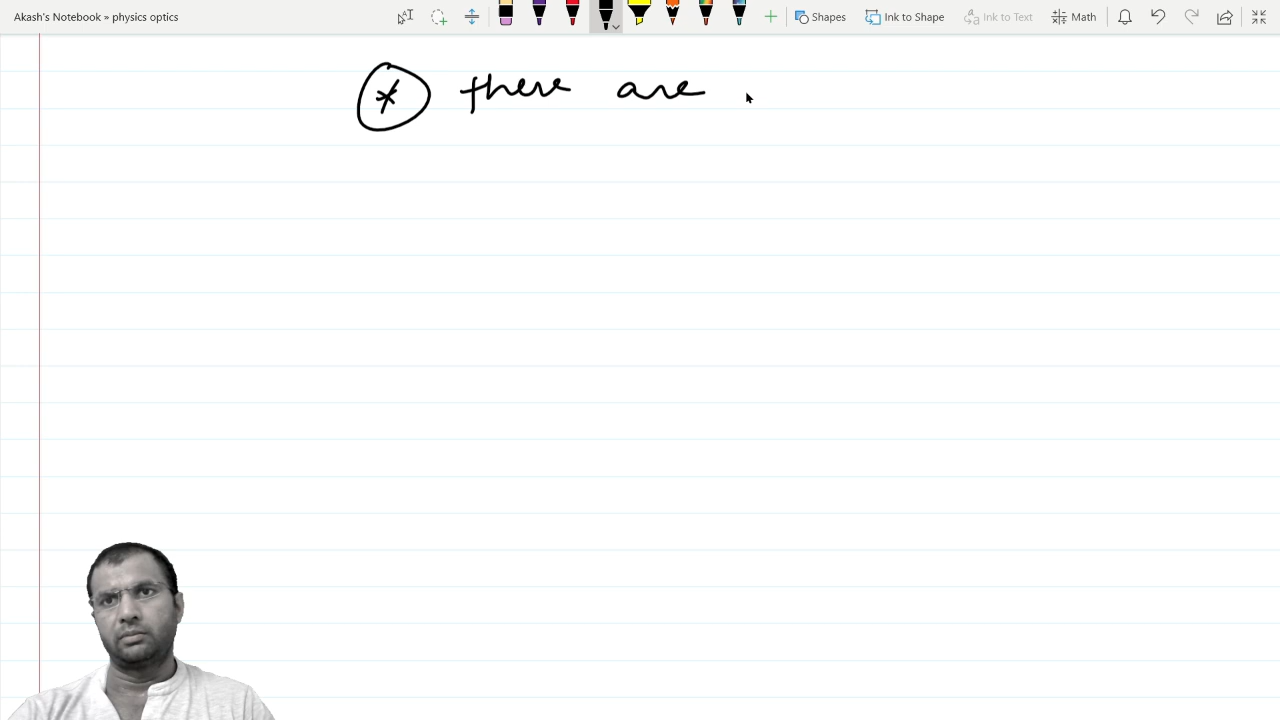 Akash's Notebook » physics optics
Shapes Ink to Shape Ink to Text Math
* there are